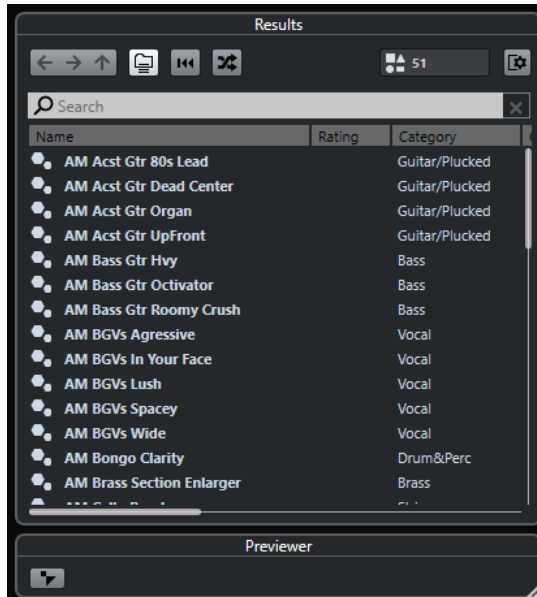 Results
51
Search
Name Rating Category
AM Acst Gtr 80s Lead Guitar/Plucked
AM Acst Gtr Dead Center Guitar/Plucked
AM Acst Gtr Organ Guitar/Plucked
AM Acst Gtr UpFront Guitar/Plucked
AM Bass Gtr Hvy Bass
AM Bass Gtr Octivator Bass
AM Bass Gtr Roomy Crush Bass
AM BGVs Agressive Vocal
AM BGVs In Your Face Vocal
AM BGVs Lush Vocal
AM BGVs Spacey Vocal
AM BGVs Wide Vocal
AM Bongo Clarity Drum&Perc
AM Brass Section Enlarger Brass
Previewer